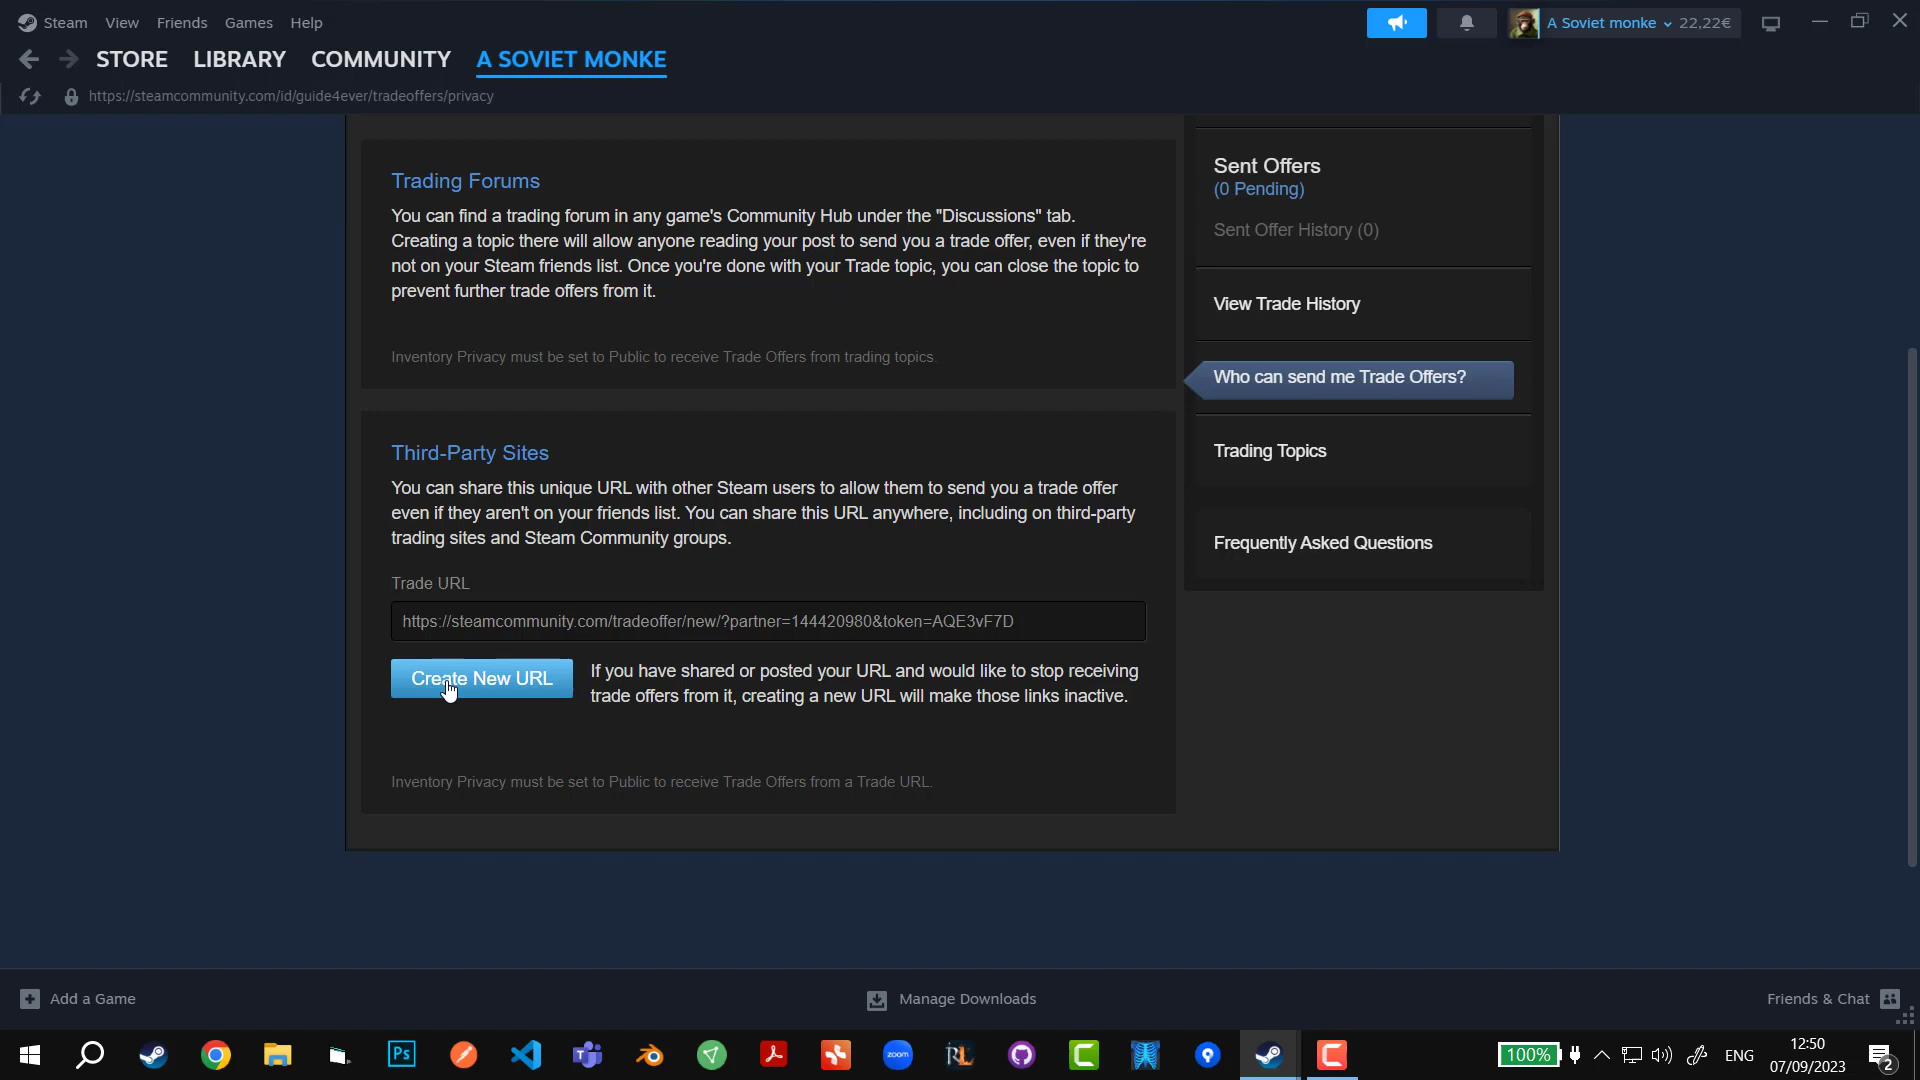 Steam View Friends Games Help
A Soviet monke 22,22€
STORE LIBRARY COMMUNITY A SOVIET MONKE
https://steamcommunity.com/id/guide4ever/tradeoffers/privacy
Trading Forums
You can find a trading forum in any game's Community Hub under the "Discussions" tab.
Creating a topic there will allow anyone reading your post to send you a trade offer, even if they're
not on your Steam friends list. Once you're done with your Trade topic, you can close the topic to
prevent further trade offers from it.
Inventory Privacy must be set to Public to receive Trade Offers from trading topics.
Third-Party Sites
You can share this unique URL with other Steam users to allow them to send you a trade offer
even if they aren't on your friends list. You can share this URL anywhere, including on third-party
trading sites and Steam Community groups.
Trade URL
https://steamcommunity.com/tradeoffer/new/?partner=144420980&token=AQE3vF7D
Create New URL
If you have shared or posted your URL and would like to stop receiving
trade offers from it, creating a new URL will make those links inactive.
Inventory Privacy must be set to Public to receive Trade Offers from a Trade URL.
Sent Offers
(0 Pending)
Sent Offer History (0)
View Trade History
Who can send me Trade Offers?
Trading Topics
Frequently Asked Questions
Add a Game
Manage Downloads
Friends & Chat
Ps
zoom
RL
100%
ENG
12:50
07/09/2023
2